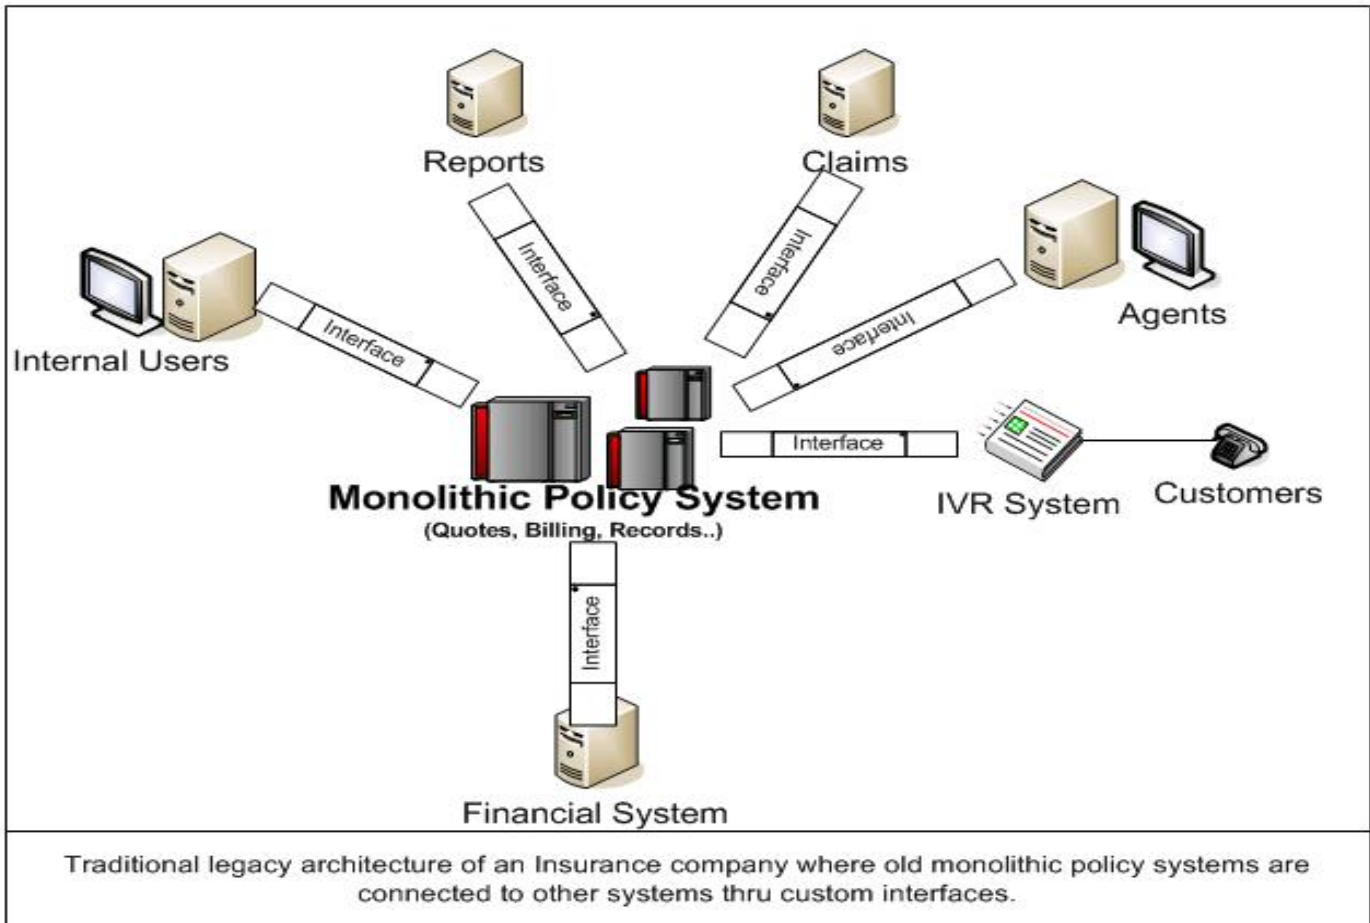 Reports
Claims
Interface
Interface
Agents
Internal Users
Interface
Interface
Interface
IVR System
Customers
Monolithic Policy System
(Quotes, Billing, Records..)
Interface
Financial System
Traditional legacy architecture of an Insurance company where old monolithic policy systems are
connected to other systems thru custom interfaces.